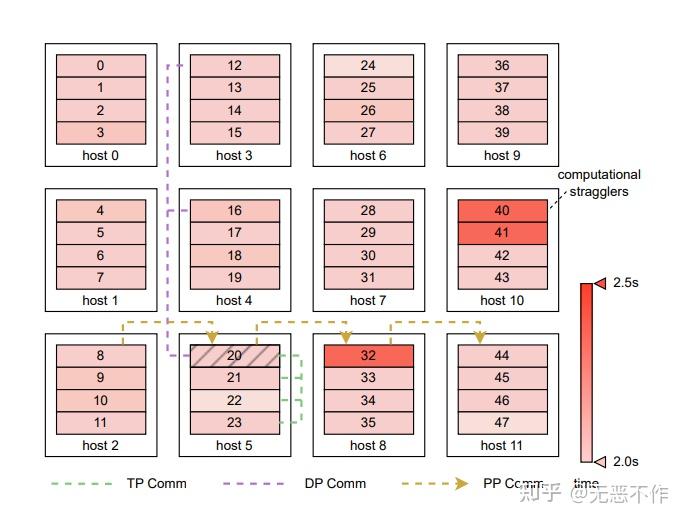 0
1
2
3
host 0
12
13
14
15
host 3
24
25
26
27
host 6
36
37
38
39
host 9
computational
stragglers
4
5
6
7
host 1
16
17
18
19
host 4
28
29
30
31
host 7
40
41
42
43
host 10
8
9
10
11
host 2
20
21
22
23
host 5
32
33
34
35
host 8
44
45
46
47
host 11
2.5s
2.0s
TP Comm
DP Comm
PP Comm
time
知乎 @无恶不作